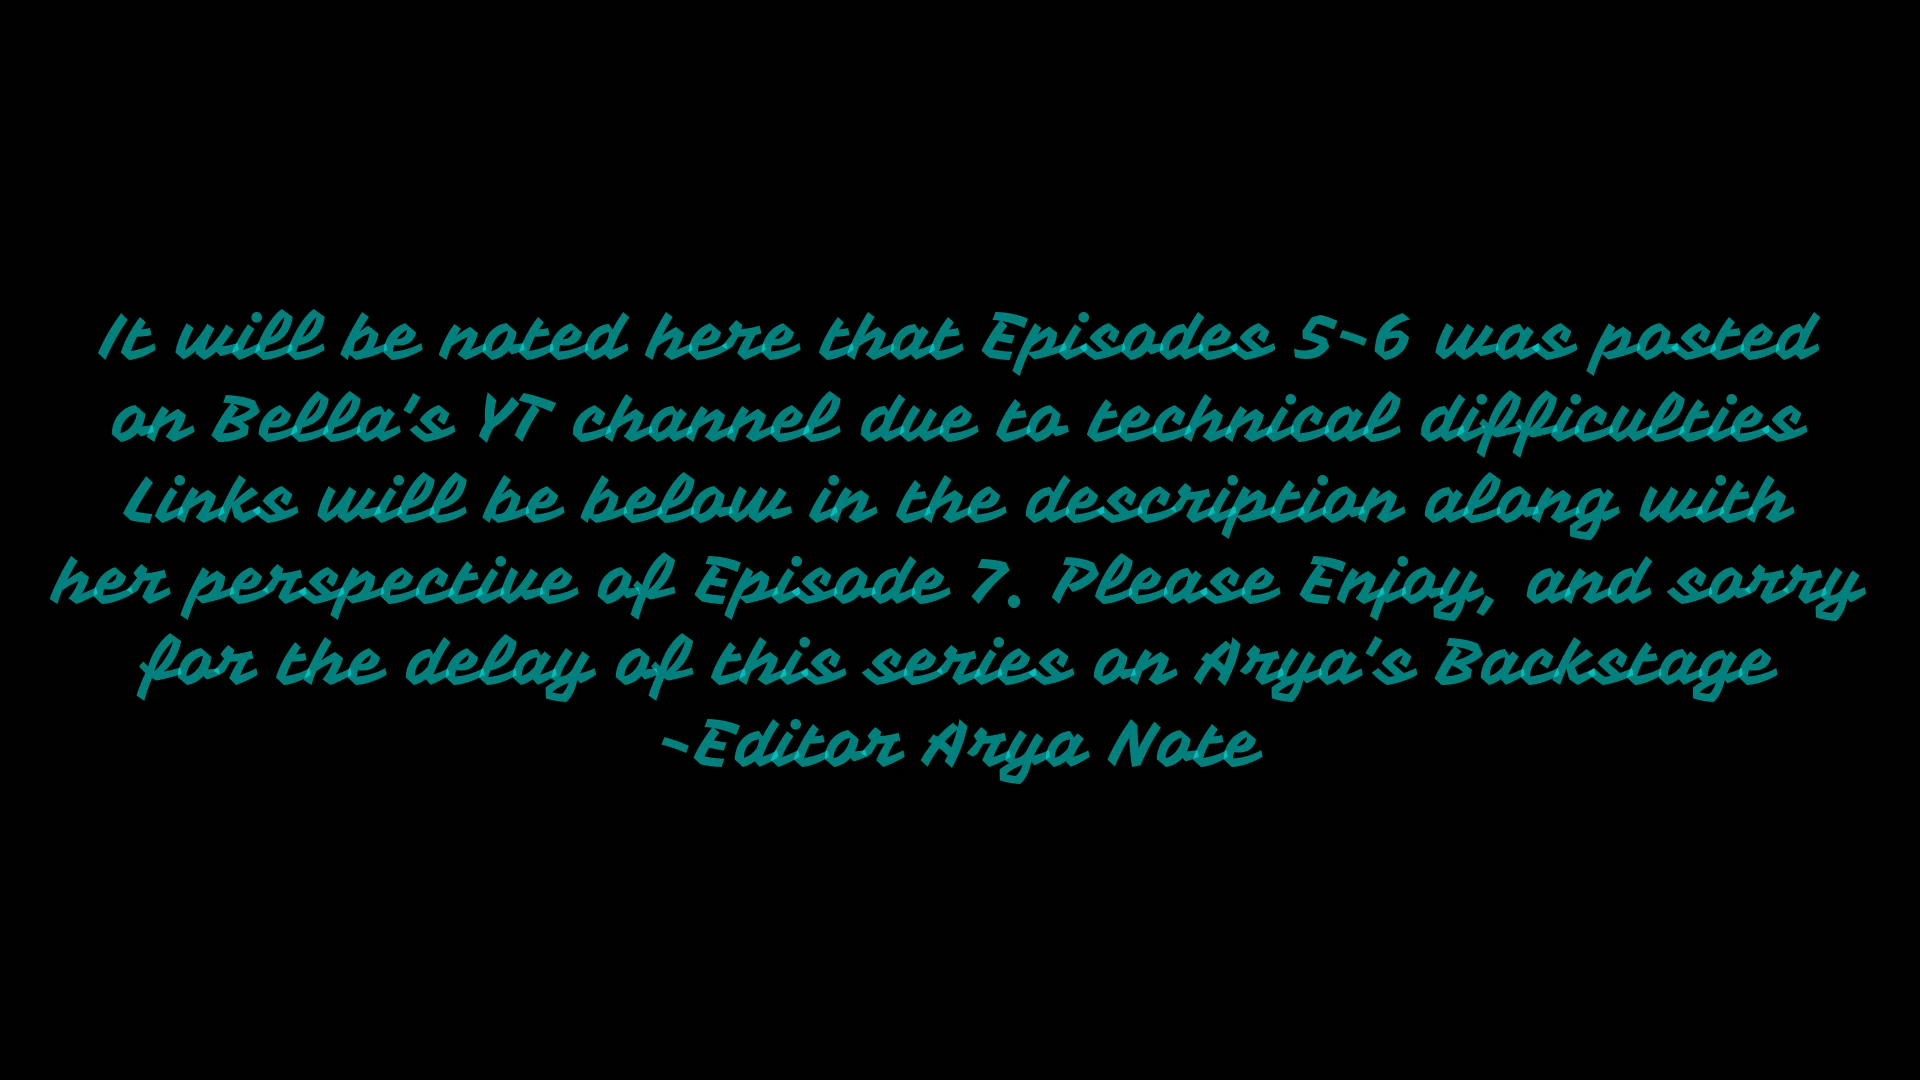 It will be noted here that Episodes 5-6 was posted
on Bella's YT channel due to technical difficulties
Links will be below in the description along with
her perspective of Episode 7. Please Enjoy, and sorry
for the delay of this series on Arya's Backstage
-Editor Arya Note